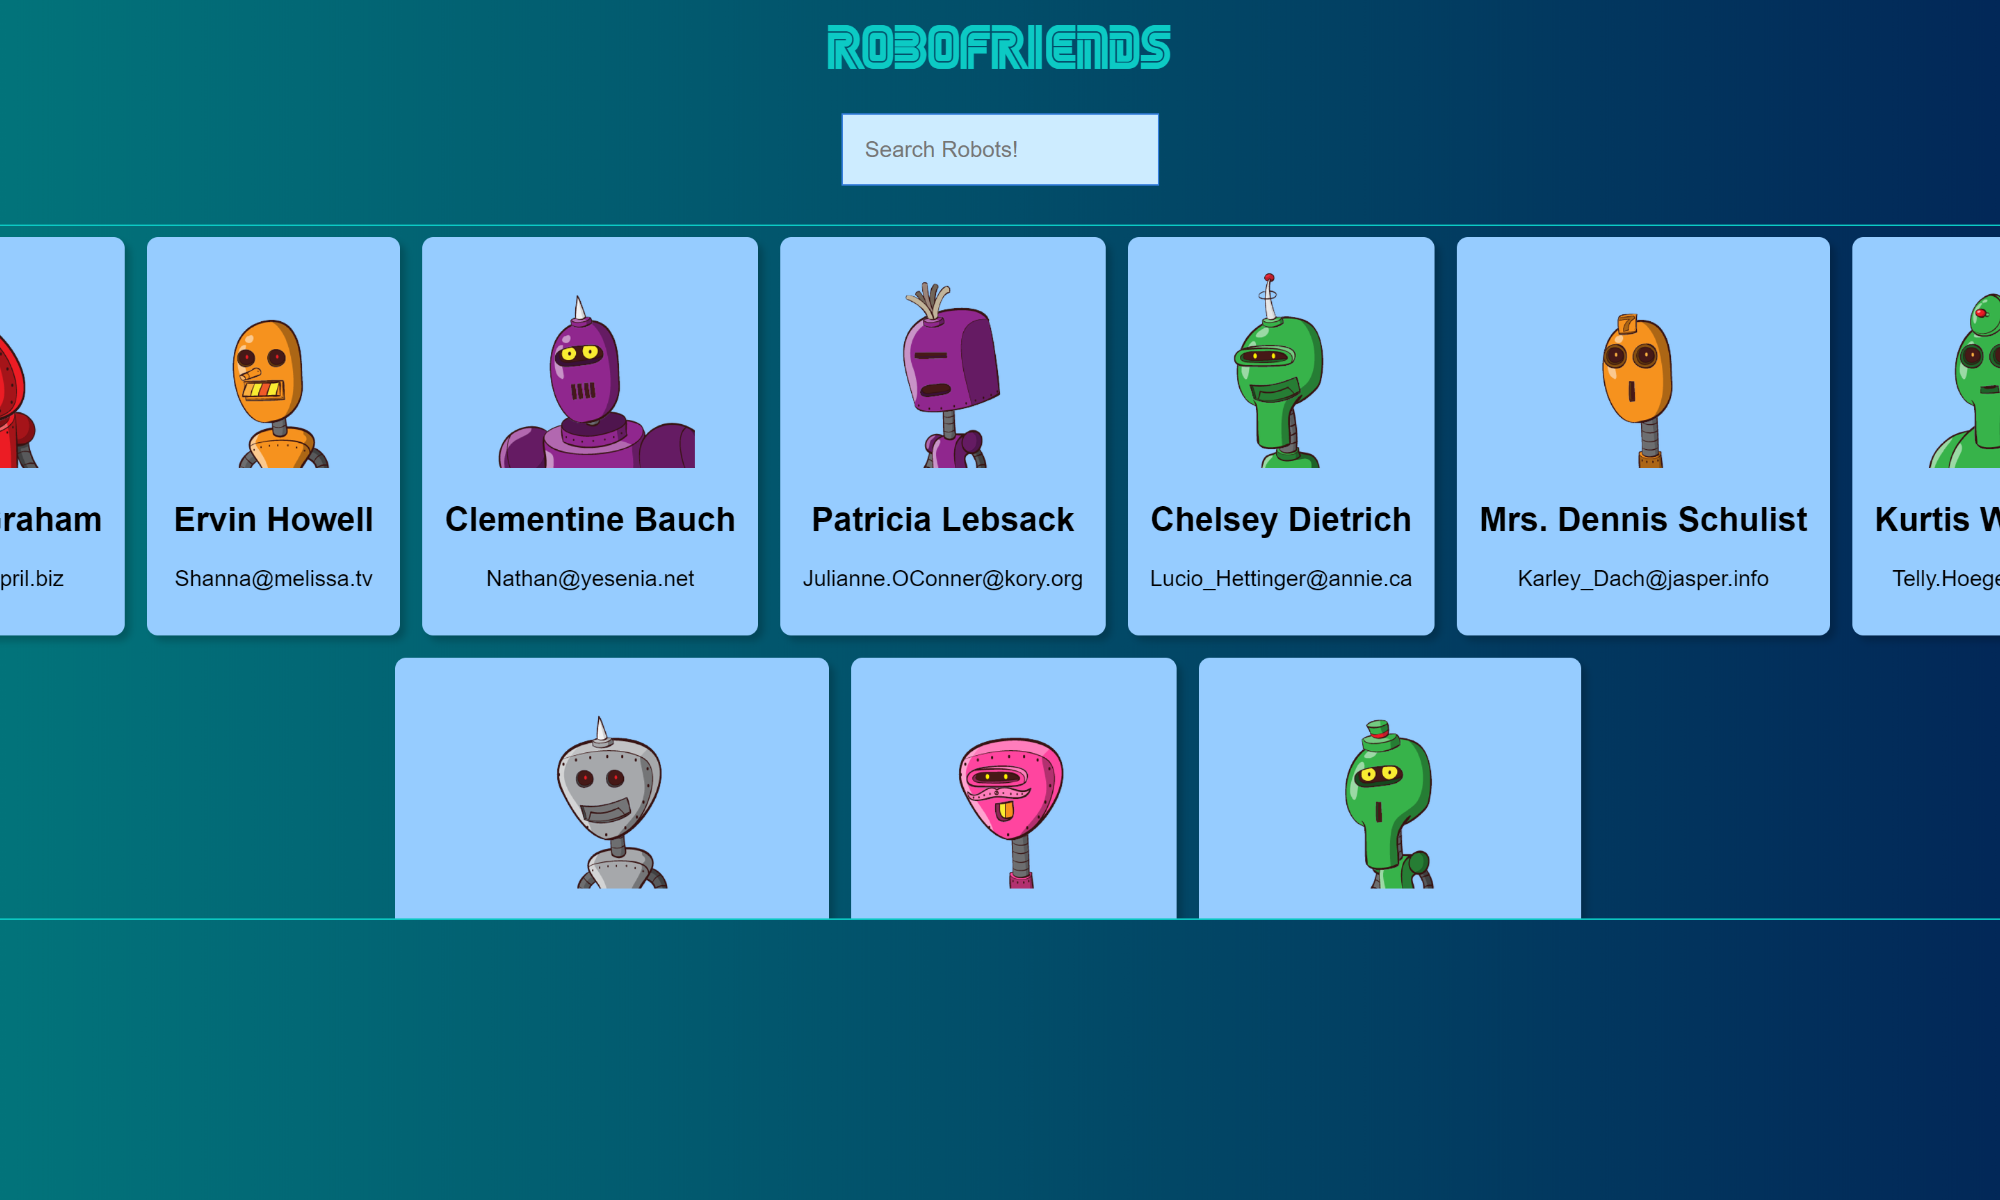 ROBOFRIENDS
Search Robots!
raham Ervin Howell Clementine Bauch Patricia Lebsack Chelsey Dietrich Mrs. Dennis Schulist Kurtis W
pril.biz Shanna@melissa.tv Nathan@yesenia.net Julianne.OConner@kory.org Lucio_Hettinger@annie.ca Karley_Dach@jasper.info Telly.Hoege
7